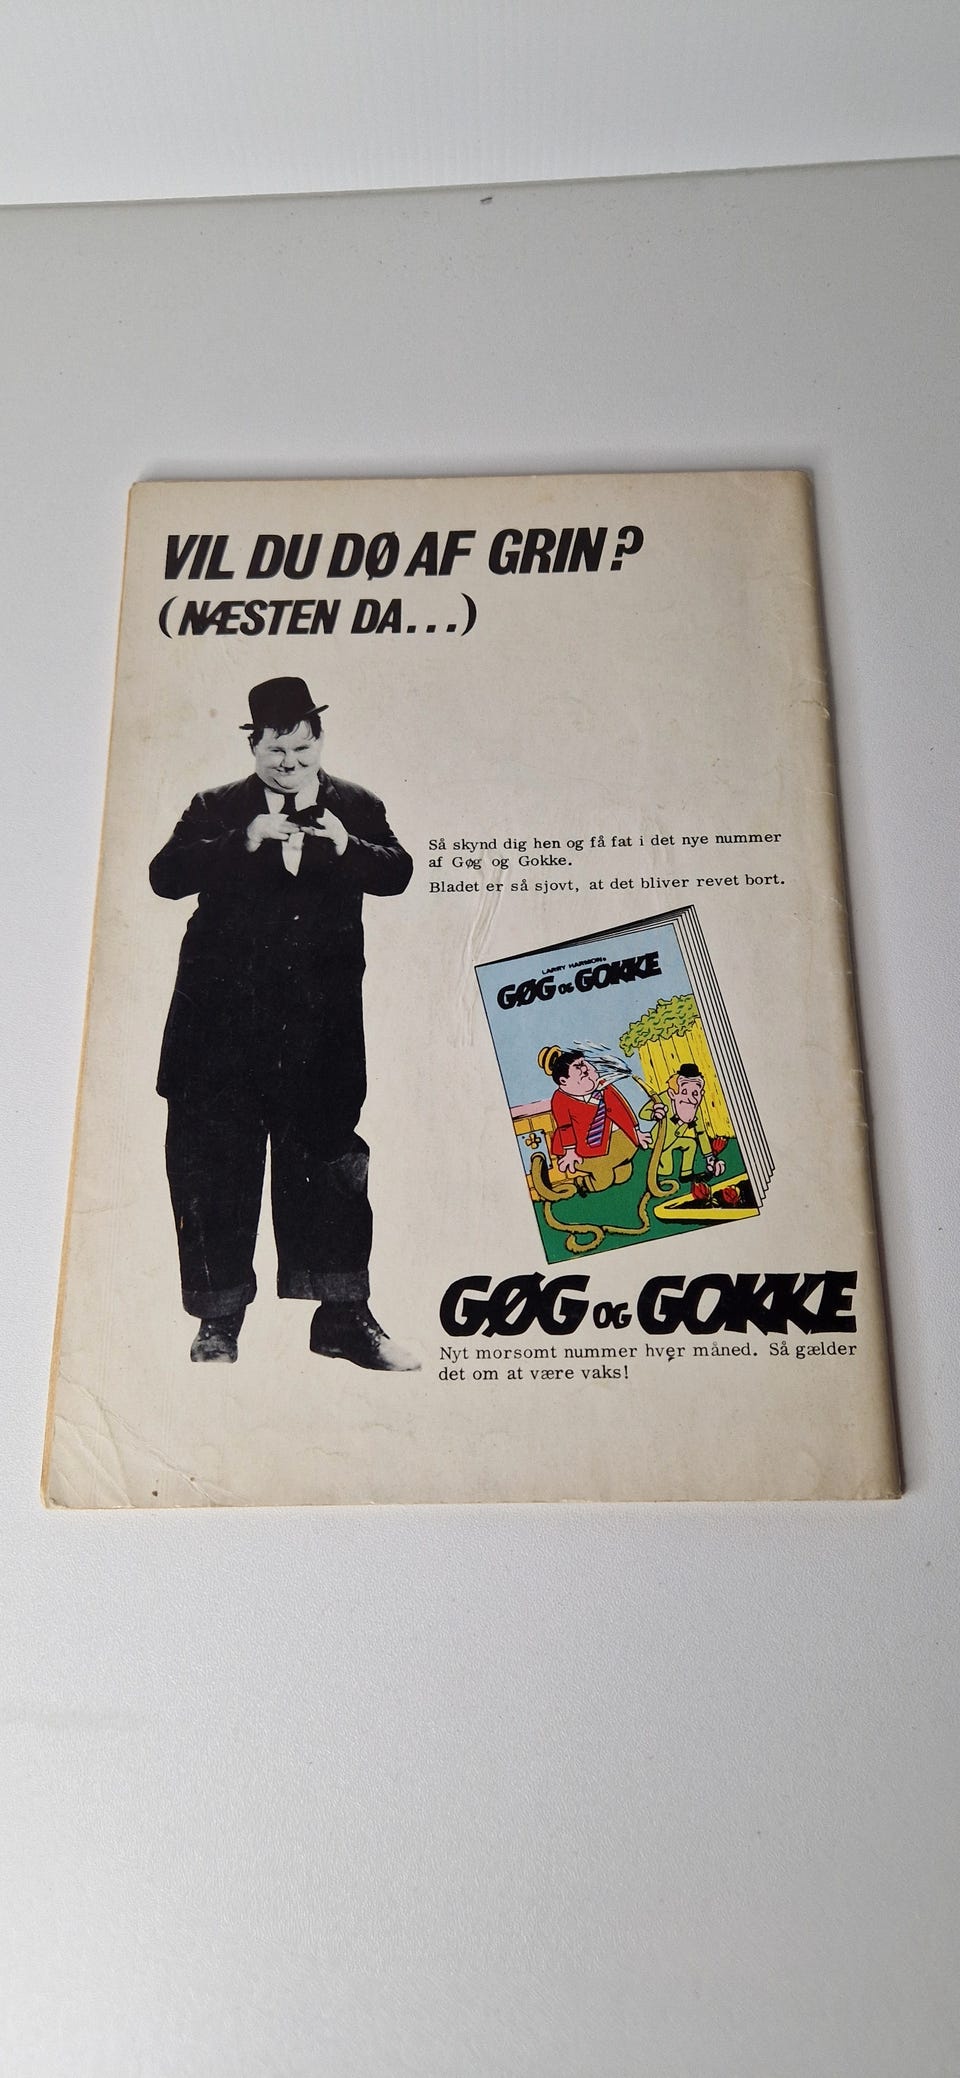 VIL DU DØ AF GRIN?
(NÆSTEN DA...)
Så skynd dig hen og få fat i det nye nummer
af Gøg og Gokke.
Bladet er så sjovt, at det bliver revet bort.
LARRY HARMON's
GØG OG GOKKE
GØG OG GOKKE
Nyt morsomt nummer hver måned. Så gælder
det om at være vaks!